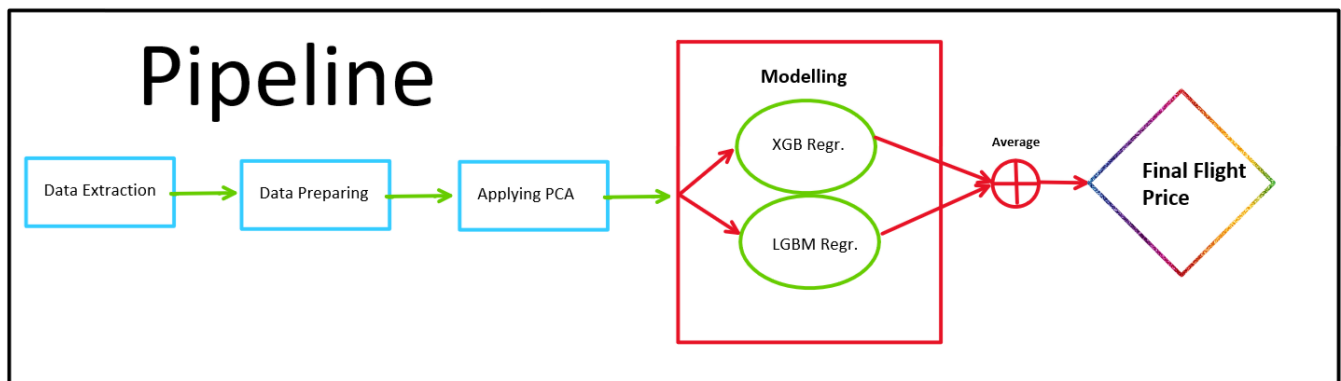 Pipeline
Data Extraction
Data Preparing
Applying PCA
Modelling
XGB Regr.
LGBM Regr.
Average
Final Flight
Price